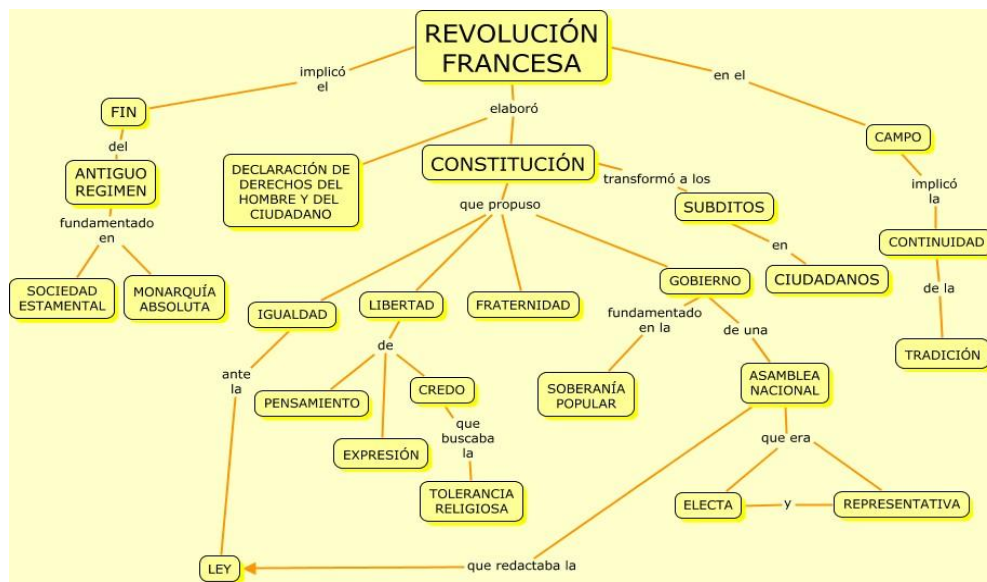 REVOLUCIÓN
FRANCESA
implicó
el
en el
elaboró
FIN
del
ANTIGUO
REGIMEN
fundamentado
en
SOCIEDAD
ESTAMENTAL
MONARQUÍA
ABSOLUTA
DECLARACIÓN DE
DERECHOS DEL
HOMBRE Y DEL
CIUDADANO
CONSTITUCIÓN
que propuso
transformó a los
SUBDITOS
en
CIUDADANOS
CAMPO
implicó
la
CONTINUIDAD
de la
TRADICIÓN
IGUALDAD
LIBERTAD
FRATERNIDAD
GOBIERNO
ante
la
de
PENSAMIENTO
EXPRESIÓN
CREDO
que
buscaba
la
TOLERANCIA
RELIGIOSA
fundamentado
en la
SOBERANÍA
POPULAR
de una
ASAMBLEA
NACIONAL
que era
ELECTA
y
REPRESENTATIVA
que redactaba la
LEY